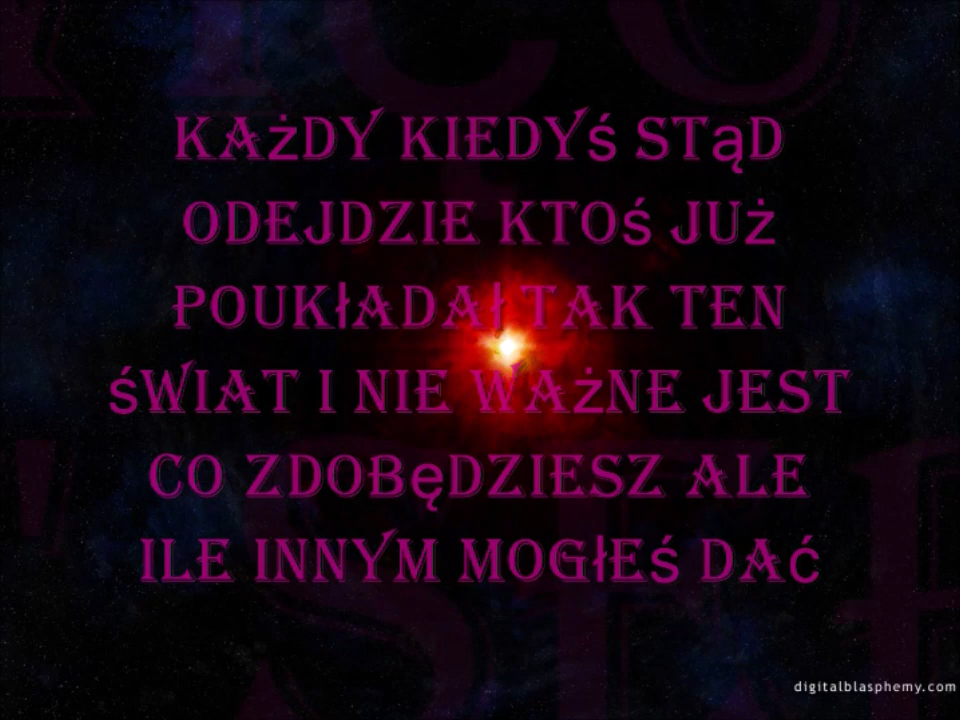 KAżDY KIEDYś STąD
ODEJDZIE KTOś JUż
POUKłADAł TAK TEN
śWIAT I NIE WAżNE JEST
CO ZDOBęDZIESZ ALE
ILE INNYM MOGłEś DAć
digitalblasphemy.com